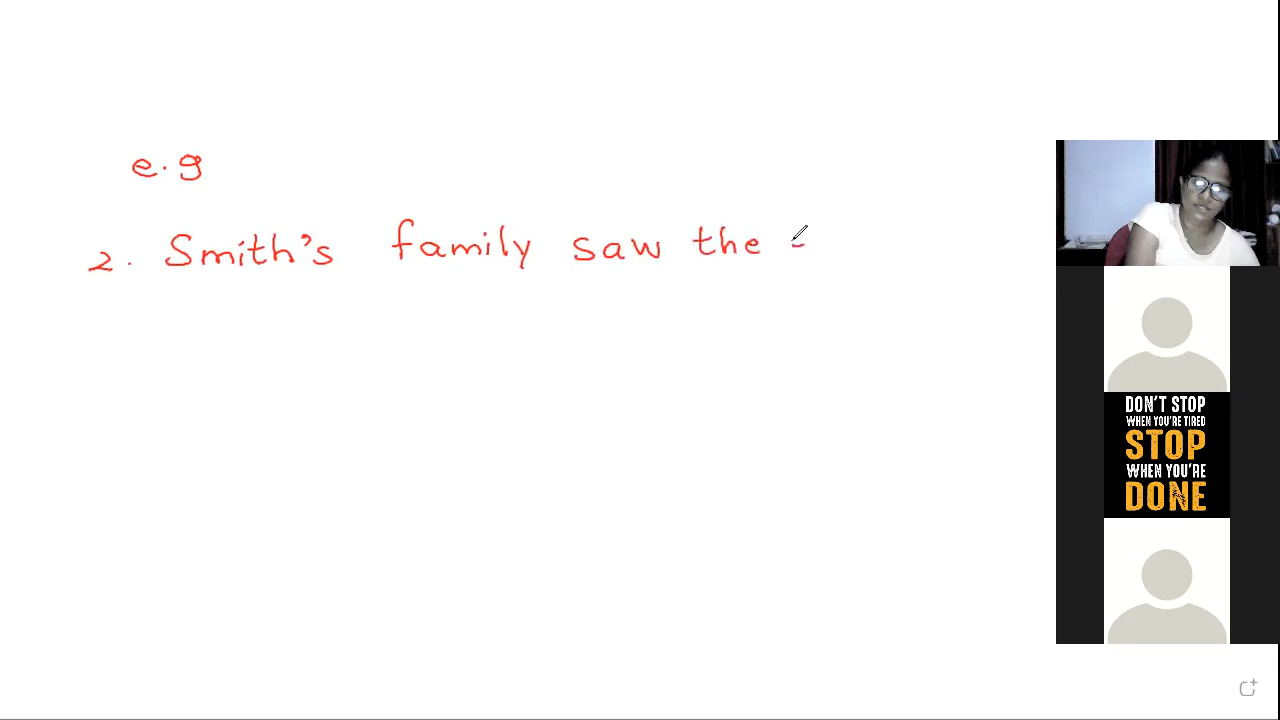 e.g
2. Smith's family saw the
DON'T STOP
WHEN YOU'RE TIRED
STOP
WHEN YOU'RE
DONE